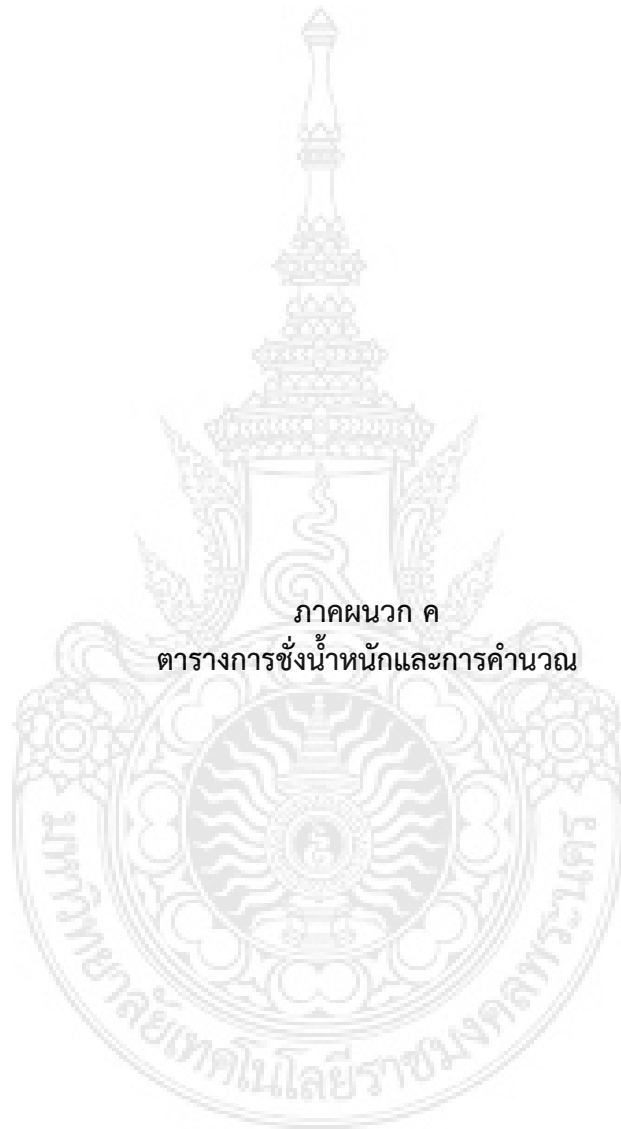 ภาคผนวก ค
ตารางการชั่งน้ำหนักและการคำนวณ
มหาวิทยาลัยเทคโนโลยีราชมงคลพระนคร